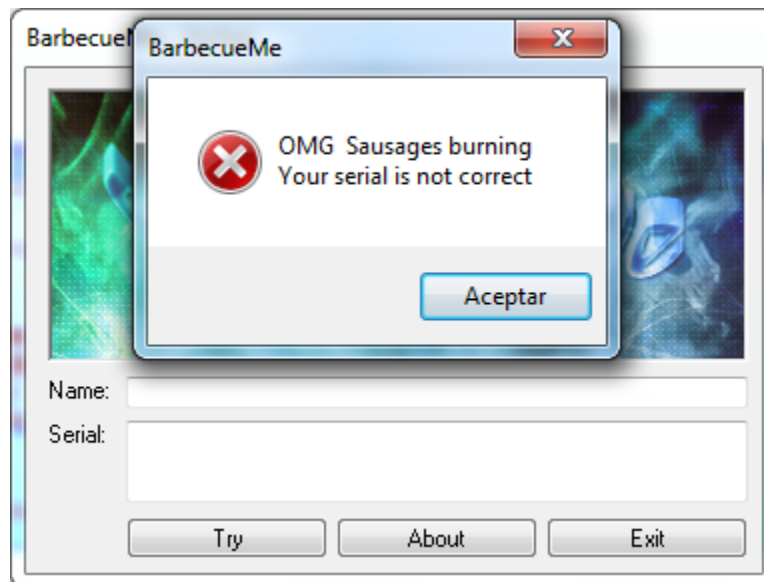 BarbecueM
BarbecueMe
OMG  Sausages burning
Your serial is not correct
Aceptar
Name:
Serial:
Try
About
Exit